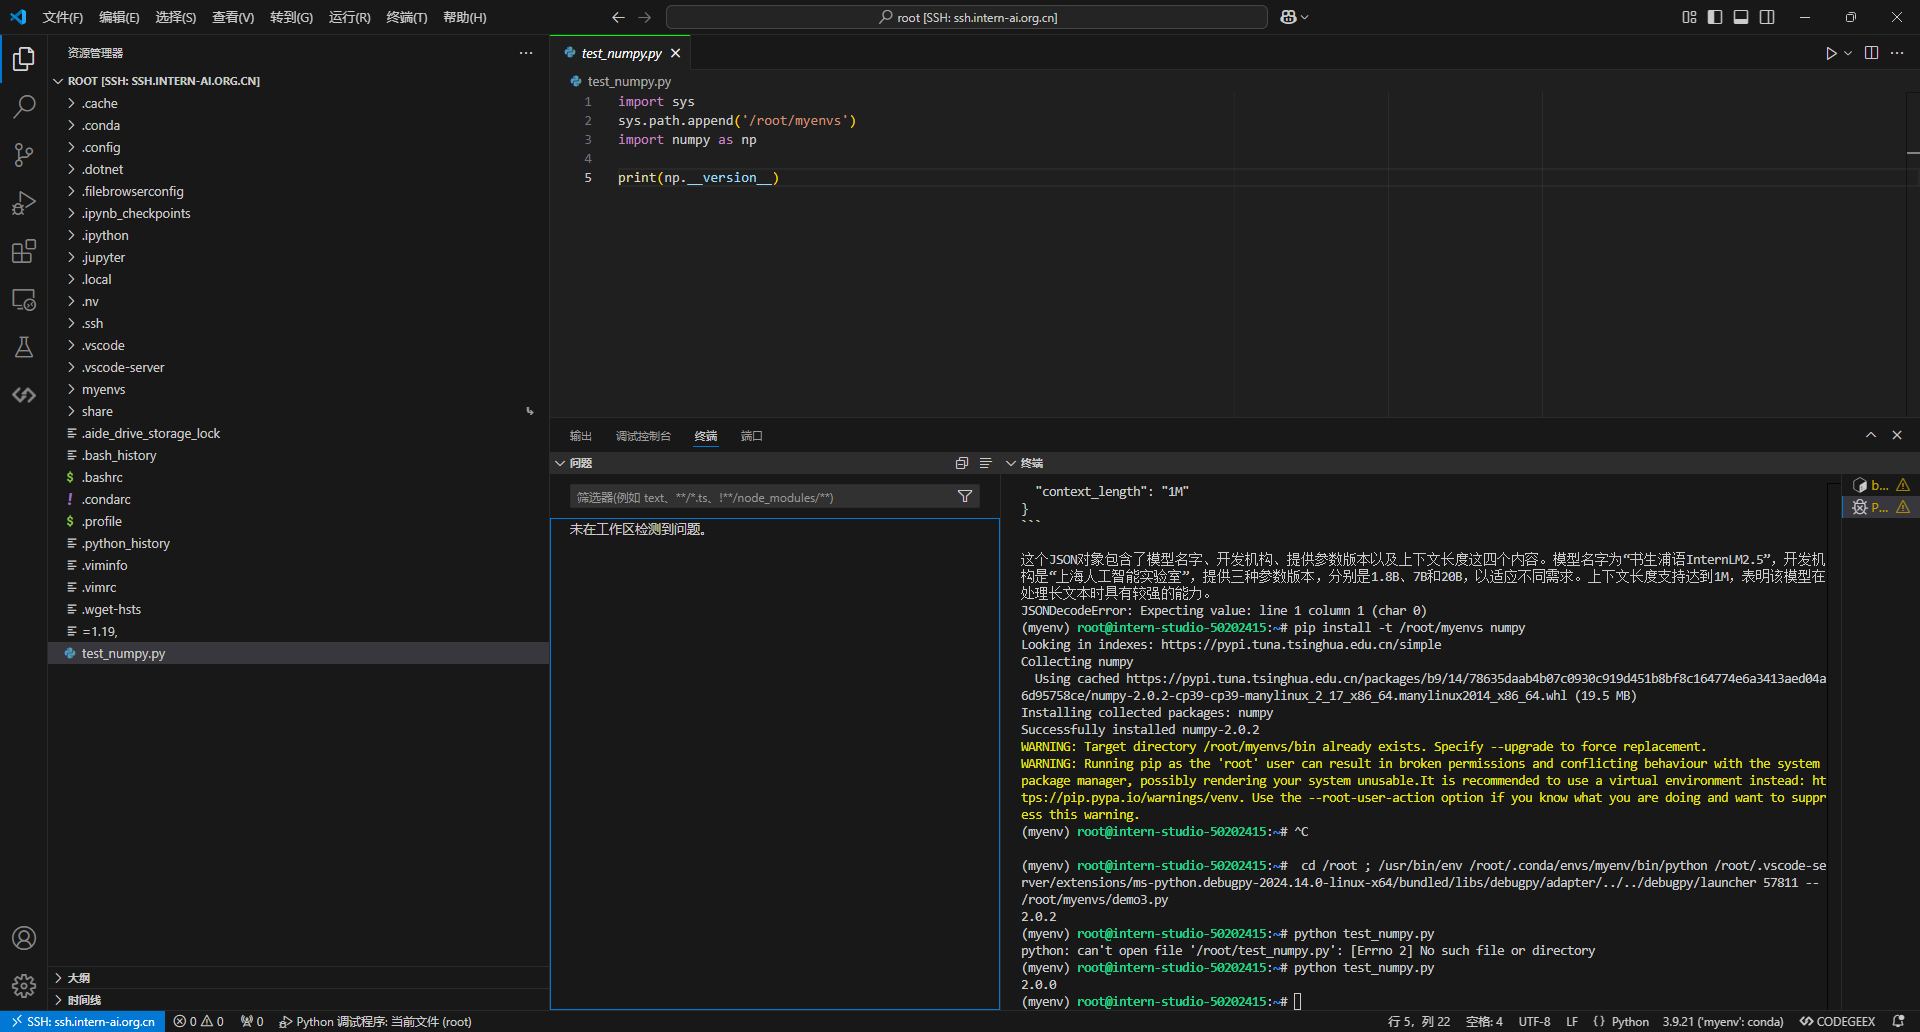 文件(F) 编辑(E) 选择(S) 查看(V) 转到(G) 运行(R) 终端(T) 帮助(H)
root [SSH: ssh.intern-ai.org.cn]
资源管理器
ROOT [SSH: SSH.INTERN-AI.ORG.CN]
.cache
.conda
.config
.dotnet
.filebrowserconfig
.ipynb_checkpoints
.ipython
.jupyter
.local
.nv
.ssh
.vscode
.vscode-server
myenvs
share
.aide_drive_storage_lock
.bash_history
$ .bashrc
! .condarc
$ .profile
.python_history
.viminfo
.vimrc
.wget-hsts
=1.19,
test_numpy.py
大纲
时间线
test_numpy.py
test_numpy.py
1 import sys
2 sys.path.append('/root/myenvs')
3 import numpy as np
4
5 print(np.__version__)
输出 调试控制台 终端 端口
问题
筛选器(例如 text、**/*.ts、!**/node_modules/**)
未在工作区检测到问题。
终端
"context_length": "1M"
}
```
这个JSON对象包含了模型名字、开发机构、提供参数版本以及上下文长度这四个内容。模型名字为“书生浦语InternLM2.5”，开发机
构是“上海人工智能实验室”，提供三种参数版本，分别是1.8B、7B和20B，以适应不同需求。上下文长度支持达到1M，表明该模型在
处理长文本时具有较强的能力。
JSONDecodeError: Expecting value: line 1 column 1 (char 0)
(myenv) root@intern-studio-50202415:~# pip install -t /root/myenvs numpy
Looking in indexes: https://pypi.tuna.tsinghua.edu.cn/simple
Collecting numpy
Using cached https://pypi.tuna.tsinghua.edu.cn/packages/b9/14/78635daab4b07c0930c919d451b8bf8c164774e6a3413aed04a
6d95758ce/numpy-2.0.2-cp39-cp39-manylinux_2_17_x86_64.manylinux2014_x86_64.whl (19.5 MB)
Installing collected packages: numpy
Successfully installed numpy-2.0.2
WARNING: Target directory /root/myenvs/bin already exists. Specify --upgrade to force replacement.
WARNING: Running pip as the 'root' user can result in broken permissions and conflicting behaviour with the system
package manager, possibly rendering your system unusable.It is recommended to use a virtual environment instead: ht
tps://pip.pypa.io/warnings/venv. Use the --root-user-action option if you know what you are doing and want to suppr
ess this warning.
(myenv) root@intern-studio-50202415:~# ^C
(myenv) root@intern-studio-50202415:~#  cd /root ; /usr/bin/env /root/.conda/envs/myenv/bin/python /root/.vscode-se
rver/extensions/ms-python.debugpy-2024.14.0-linux-x64/bundled/libs/debugpy/adapter/../../debugpy/launcher 57811 --
/root/myenvs/demo3.py
2.0.2
(myenv) root@intern-studio-50202415:~# python test_numpy.py
python: can't open file '/root/test_numpy.py': [Errno 2] No such file or directory
(myenv) root@intern-studio-50202415:~# python test_numpy.py
2.0.0
(myenv) root@intern-studio-50202415:~#
b...
P...
SSH: ssh.intern-ai.org.cn 0 0 0 Python 调试程序: 当前文件 (root) 行 5，列 22 空格: 4 UTF-8 LF {} Python 3.9.21 ('myenv': conda) CODEGEEX